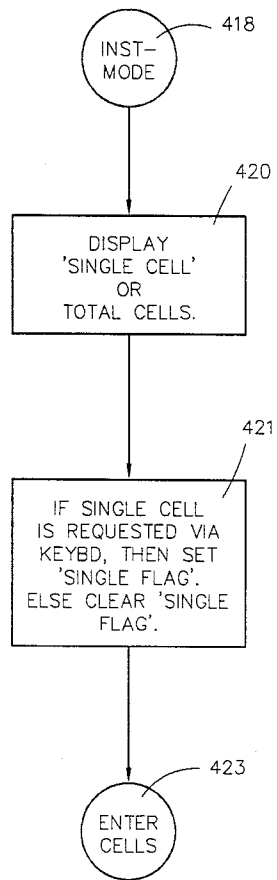 INST-
MODE
418
420
DISPLAY
'SINGLE CELL'
OR
TOTAL CELLS.
421
IF SINGLE CELL
IS REQUESTED VIA
KEYBD, THEN SET
'SINGLE FLAG'.
ELSE CLEAR 'SINGLE
FLAG'.
423
ENTER
CELLS